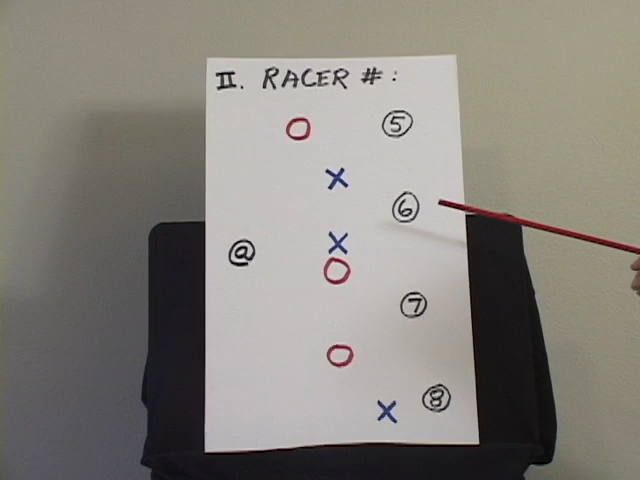 II. RACER #:
O ⑤
X
⑥
X
@
O
⑦
O
⑧
X